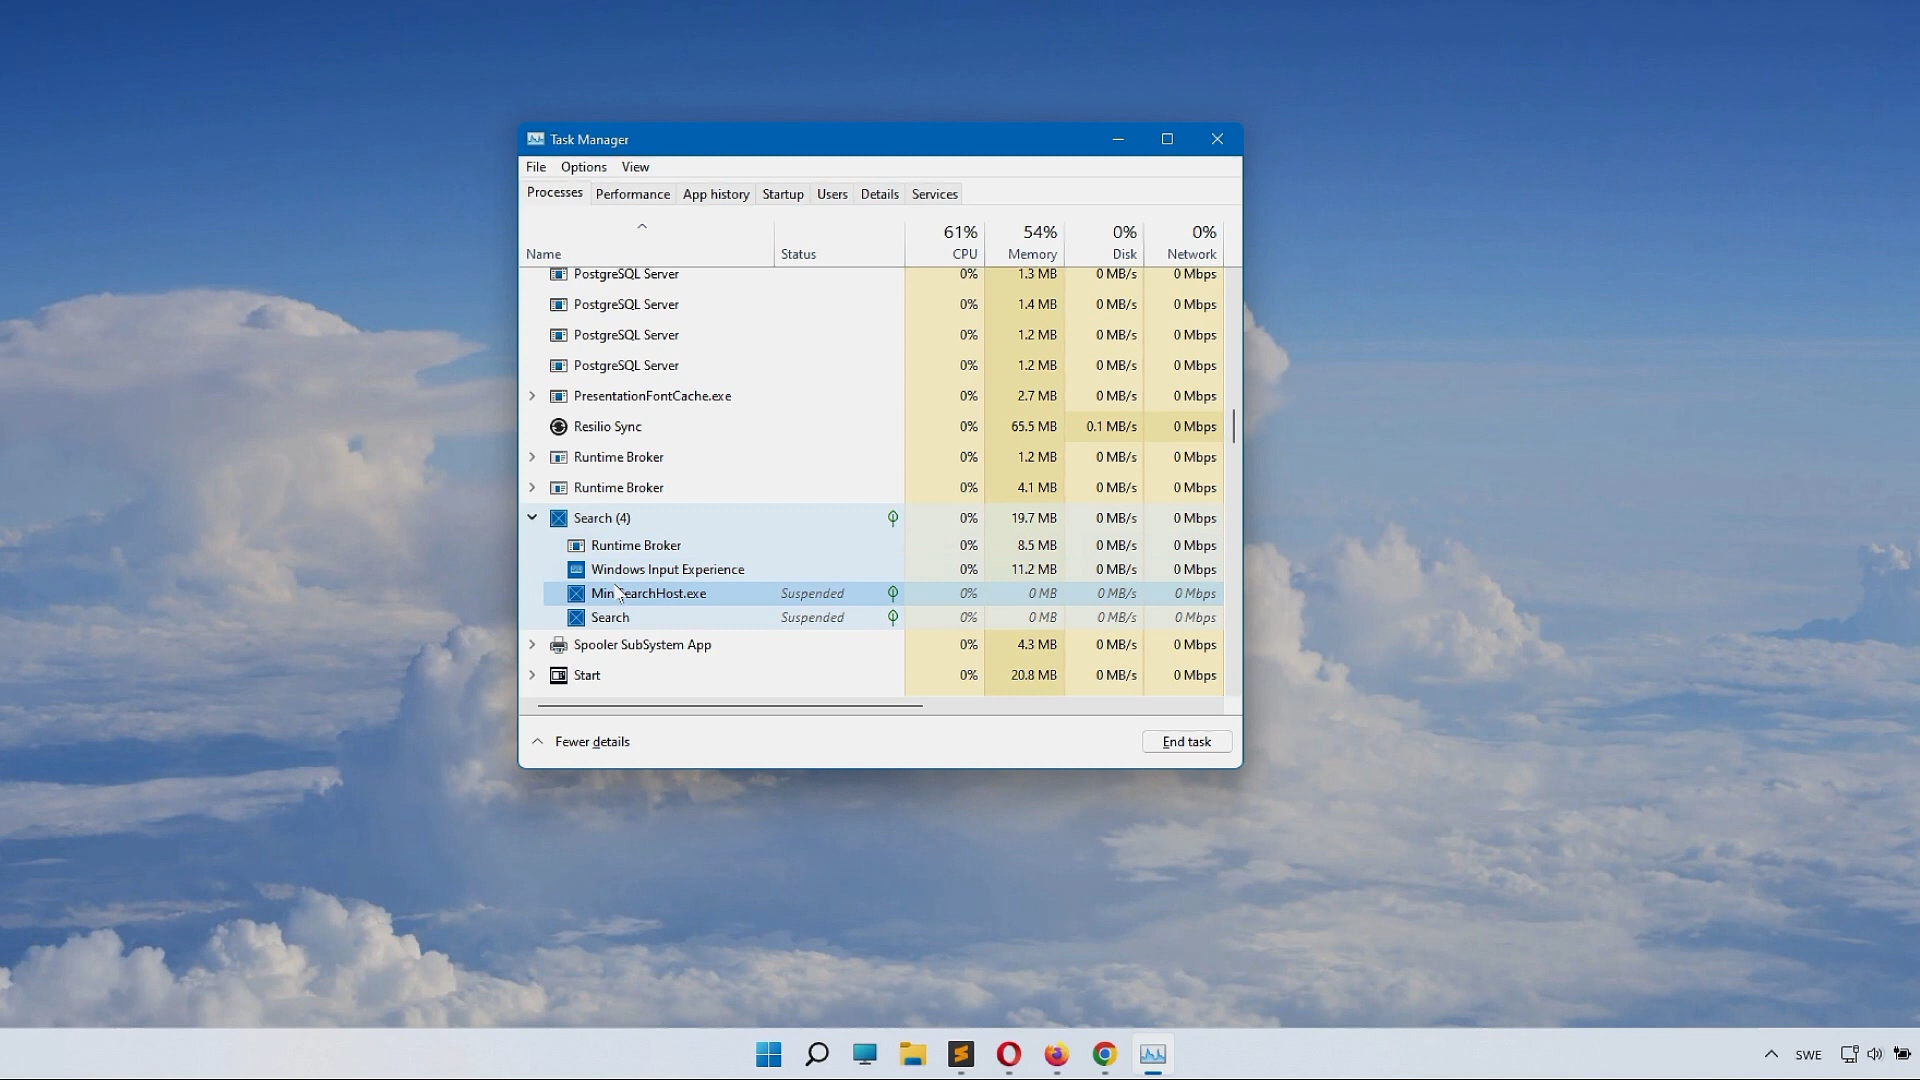 Task Manager
File Options View
Processes Performance App history Startup Users Details Services
61% 54% 0% 0%
Name Status CPU Memory Disk Network
PostgreSQL Server 0% 1.3 MB 0 MB/s 0 Mbps
PostgreSQL Server 0% 1.4 MB 0 MB/s 0 Mbps
PostgreSQL Server 0% 1.2 MB 0 MB/s 0 Mbps
PostgreSQL Server 0% 1.2 MB 0 MB/s 0 Mbps
PresentationFontCache.exe 0% 2.7 MB 0 MB/s 0 Mbps
Resilio Sync 0% 65.5 MB 0.1 MB/s 0 Mbps
Runtime Broker 0% 1.2 MB 0 MB/s 0 Mbps
Runtime Broker 0% 4.1 MB 0 MB/s 0 Mbps
Search (4) 0% 19.7 MB 0 MB/s 0 Mbps
Runtime Broker 0% 8.5 MB 0 MB/s 0 Mbps
Windows Input Experience 0% 11.2 MB 0 MB/s 0 Mbps
MiniSearchHost.exe Suspended 0% 0 MB 0 MB/s 0 Mbps
Search Suspended 0% 0 MB 0 MB/s 0 Mbps
Spooler SubSystem App 0% 4.3 MB 0 MB/s 0 Mbps
Start 0% 20.8 MB 0 MB/s 0 Mbps
Fewer details End task
SWE